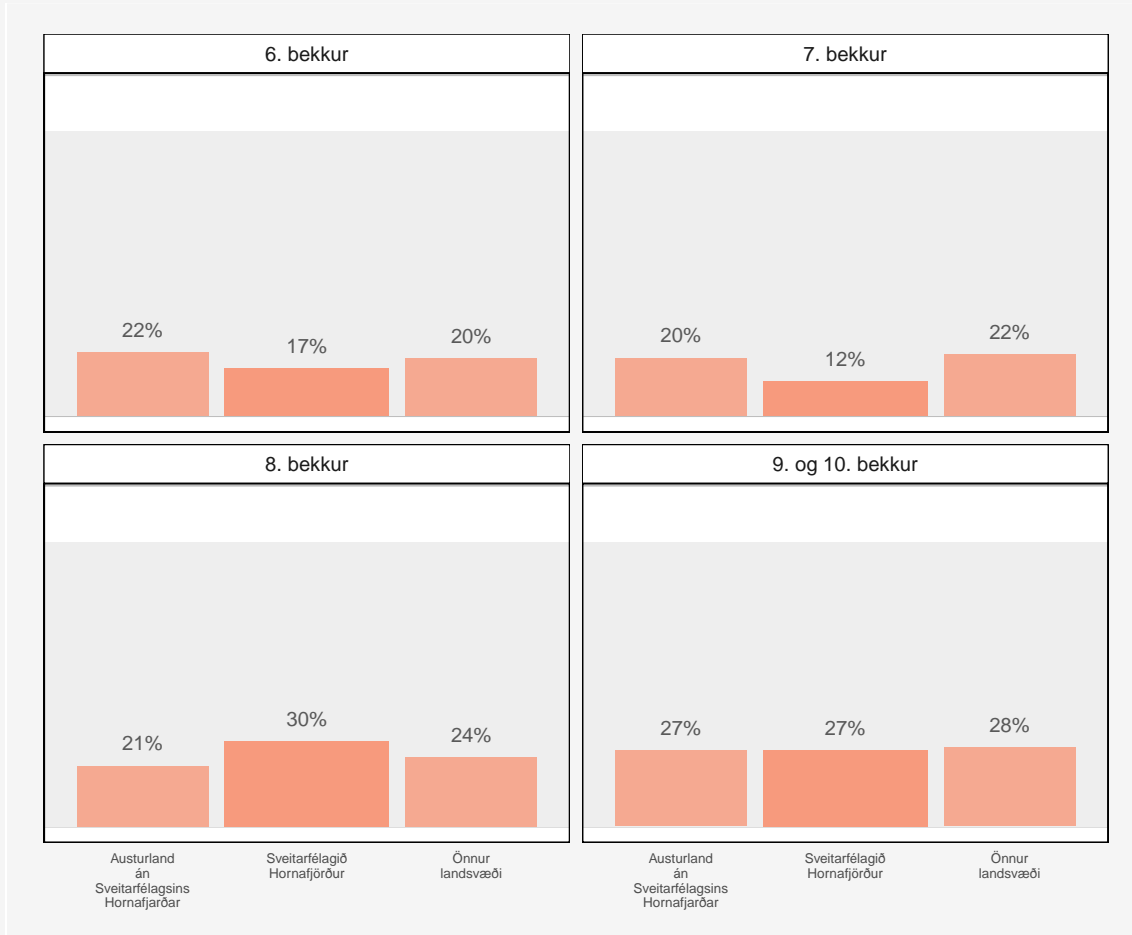 6. bekkur
22%
17%
20%
7. bekkur
20%
12%
22%
8. bekkur
21%
30%
24%
9. og 10. bekkur
27%
27%
28%
Austurland
án
Sveitarfélagsins
Hornafjarðar
Sveitarfélagið
Hornafjörður
Önnur
landsvæði
Austurland
án
Sveitarfélagsins
Hornafjarðar
Sveitarfélagið
Hornafjörður
Önnur
landsvæði